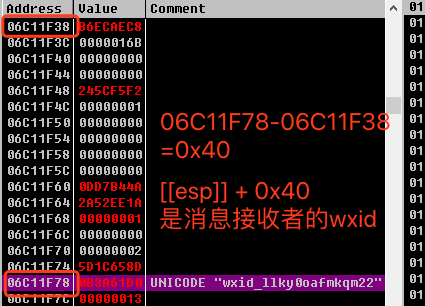 Address Value Comment 01
06C11F38 B6ECAEC8 01
06C11F3C 0000016B 01
06C11F40 00000000 01
06C11F44 00000000 01
06C11F48 245CF5F2 01
06C11F4C 00000001 01
06C11F50 00000000 01
06C11F54 00000000 01
06C11F58 00000000 01
06C11F5C 00000000 01
06C11F60 0DD7B44A 01
06C11F64 2A52EE1A 01
06C11F68 00000001 01
06C11F6C 00000000 01
06C11F70 00000002 01
06C11F74 5D1C658D 01
06C11F78 0B3A61D0 UNICODE "wxid_llky0oafmkqm22" 01
06C11F7C 00000013 01
06C11F78-06C11F38
=0x40
[[esp]] + 0x40
是消息接收者的wxid